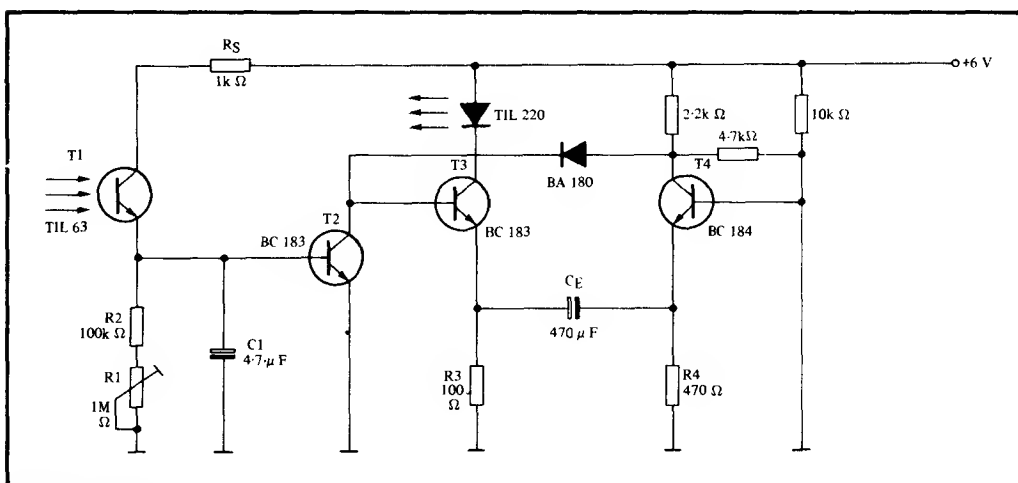 RS
1k Ω
+6 V
TIL 220
2·2k Ω
10k Ω
4.7kΩ
T1
T3
BA 180
T4
TIL 63
T2
BC 183
BC 183
BC 184
CE
470 μF
R2
100k Ω
C1
4·7·μF
R1
1M
Ω
R3
100
Ω
R4
470 Ω